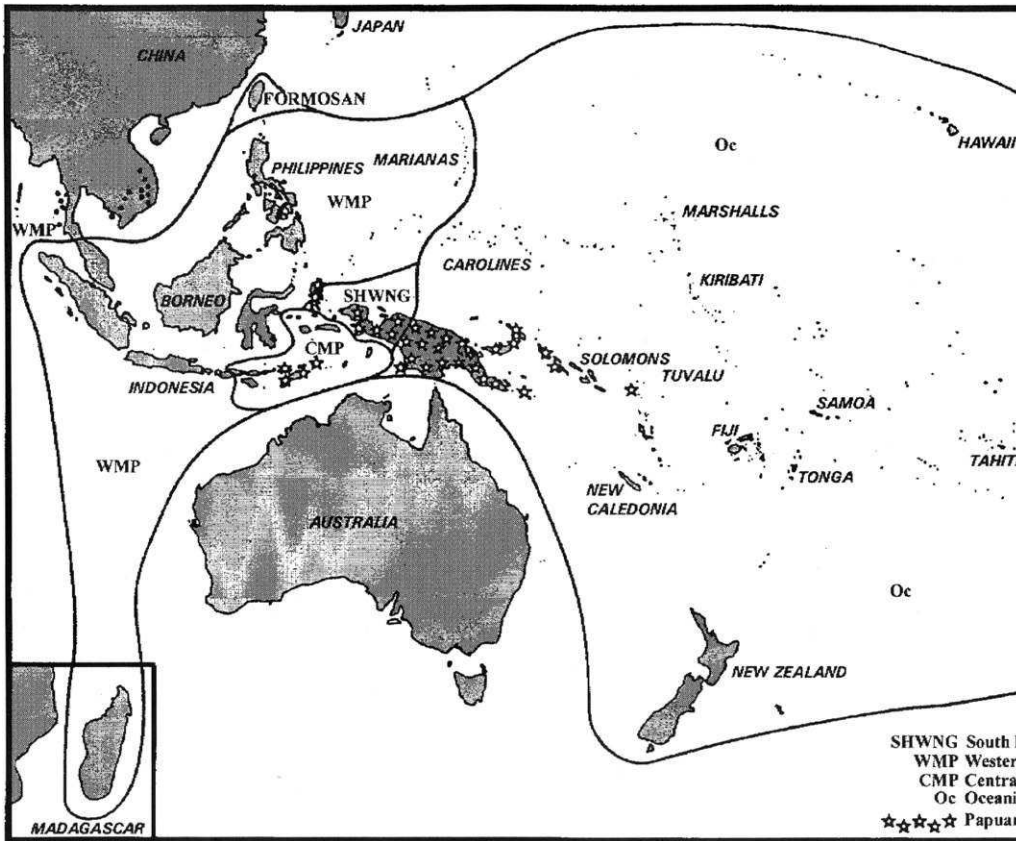 JAPAN
CHINA
FORMOSAN
Oc
HAWAII
PHILIPPINES
MARIANAS
WMP
MARSHALLS
WMP
CAROLINES
KIRIBATI
SHWNG
BORNEO
CMP
INDONESIA
SOLOMONS
TUVALU
SAMOA
FIJI
WMP
TAHITI
TONGA
NEW
CALEDONIA
AUSTRALIA
Oc
NEW ZEALAND
SHWNG South
WMP Wester
CMP Centra
Oc Oceani
Papuan
MADAGASCAR